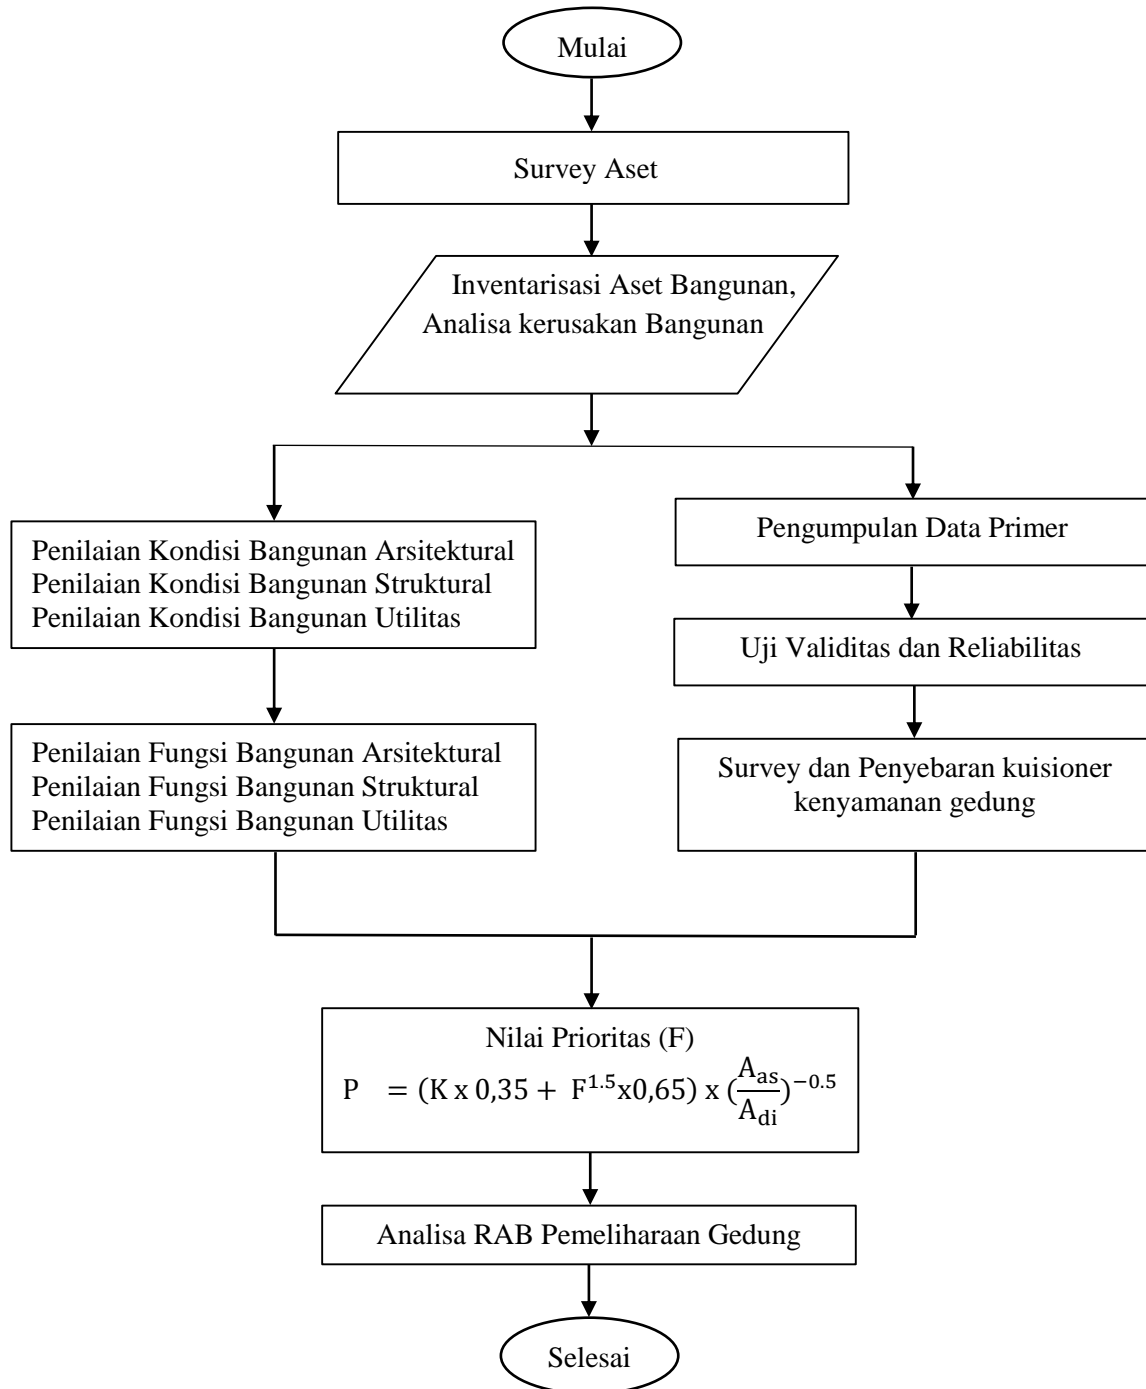 Mulai
Survey Aset
Inventarisasi Aset Bangunan,
Analisa kerusakan Bangunan
Penilaian Kondisi Bangunan Arsitektural
Penilaian Kondisi Bangunan Struktural
Penilaian Kondisi Bangunan Utilitas
Penilaian Fungsi Bangunan Arsitektural
Penilaian Fungsi Bangunan Struktural
Penilaian Fungsi Bangunan Utilitas
Pengumpulan Data Primer
Uji Validitas dan Reliabilitas
Survey dan Penyebaran kuisioner
kenyamanan gedung
Nilai Prioritas (F)
P = (K x 0,35 + F^1.5 x0,65) x (A_as/A_di)^−0.5
Analisa RAB Pemeliharaan Gedung
Selesai